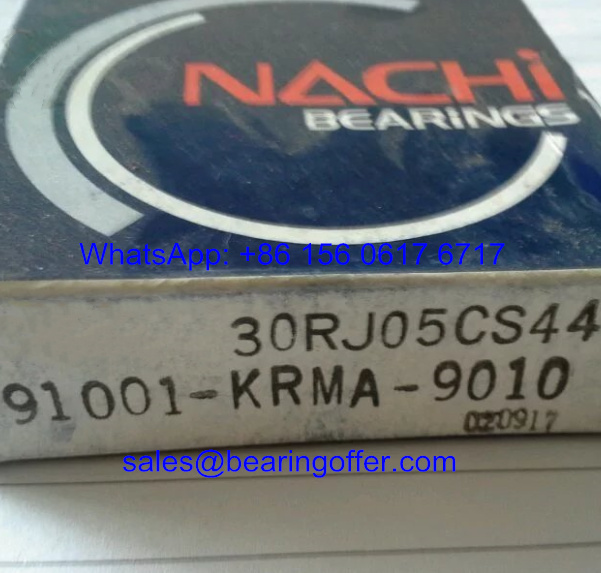 NACHi
BEARiNGS
WhatsApp: +86 156 0617 6717
30RJ05CS44
91001-KRMA-9010
020917
sales@bearingoffer.com